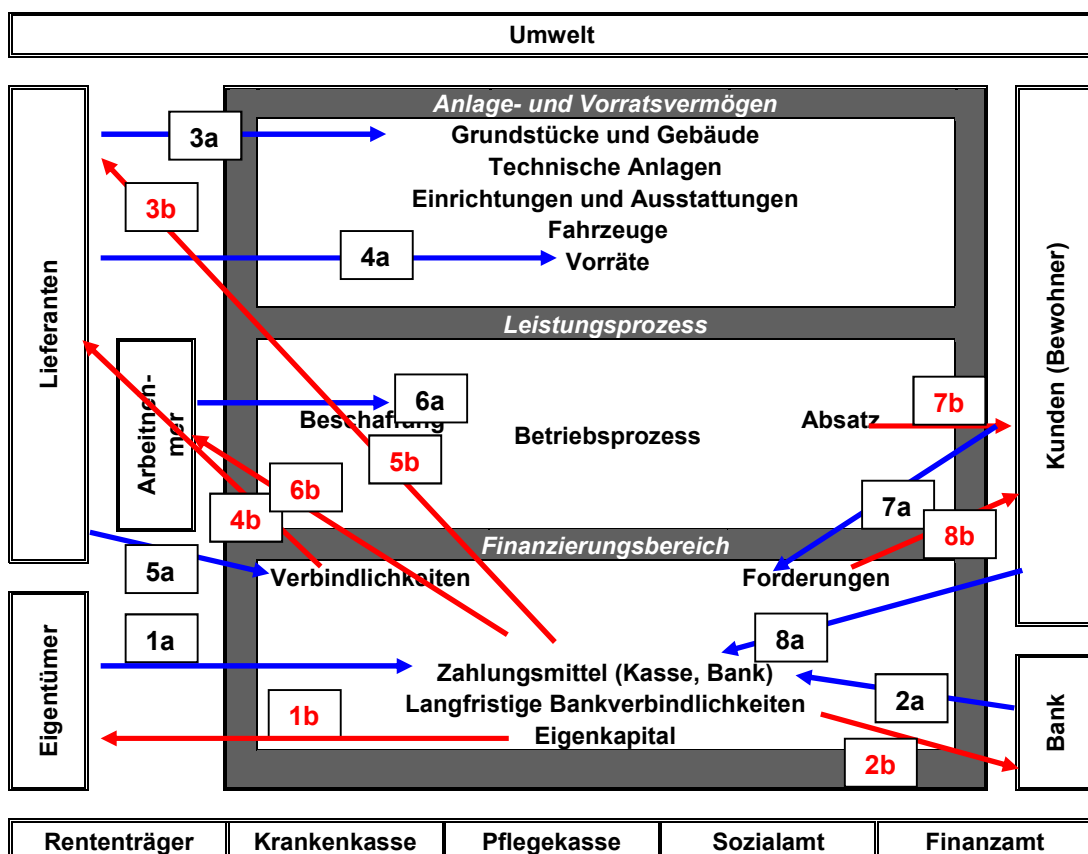 Umwelt
Lieferanten
Anlage- und Vorratsvermögen
3a
Grundstücke und Gebäude
Technische Anlagen
3b
Einrichtungen und Ausstattungen
Fahrzeuge
4a
Vorräte
Kunden (Bewohner)
Leistungsprozess
Arbeitneh-
mer
6a
7b
Beschaffung
Absatz
Betriebsprozess
5b
6b
4b
7a
8b
Finanzierungsbereich
5a
Verbindlichkeiten
Forderungen
Eigentümer
1a
8a
Zahlungsmittel (Kasse, Bank)
Bank
2a
Langfristige Bankverbindlichkeiten
1b
Eigenkapital
2b
Rententräger
Krankenkasse
Pflegekasse
Sozialamt
Finanzamt